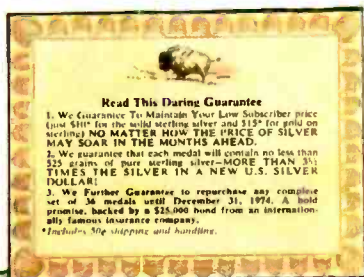 Read This Daring Guarantee
1. We Guarantee To Maintain Your Low Subscriber price
(just $10* for the solid sterling silver and $15* for gold on
sterling) NO MATTER HOW THE PRICE OF SILVER
MAY SOAR IN THE MONTHS AHEAD.
2. We guarantee that each medal will contain no less than
525 grains of pure sterling silver—MORE THAN 3½
TIMES THE SILVER IN A NEW U.S. SILVER
DOLLAR!
3. We Further Guarantee to repurchase any complete
set of 36 medals until December 31, 1974. A bold
promise, backed by a $25,000 bond from an internation-
ally famous insurance company.
*Includes 50¢ shipping and handling.